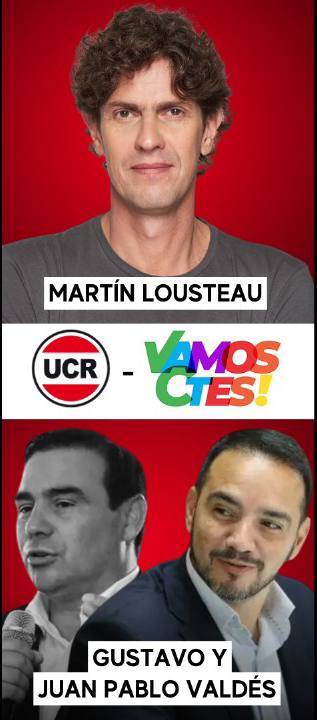 MARTÍN LOUSTEAU
UCR - VAMOS
CTES!
GUSTAVO Y
JUAN PABLO VALDÉS